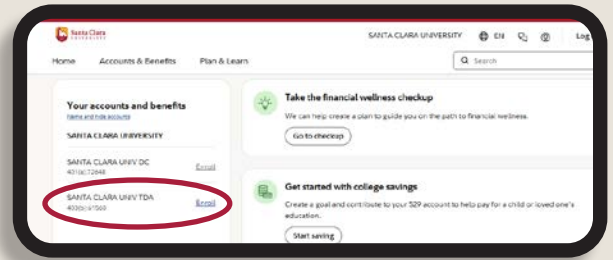 Santa Clara
UNIVERSITY
SANTA CLARA UNIVERSITY EN Log
Home Accounts & Benefits Plan & Learn
Search
Your accounts and benefits
Name and hide accounts
SANTA CLARA UNIVERSITY
SANTA CLARA UNIV DC
Enroll
SANTA CLARA UNIV TDA
Enroll
Take the financial wellness checkup
We can help create a plan to guide you on the path to financial wellness.
Go to checkup
Get started with college savings
Create a goal and contribute to your 529 account to help pay for a child or loved one's
education.
Start saving